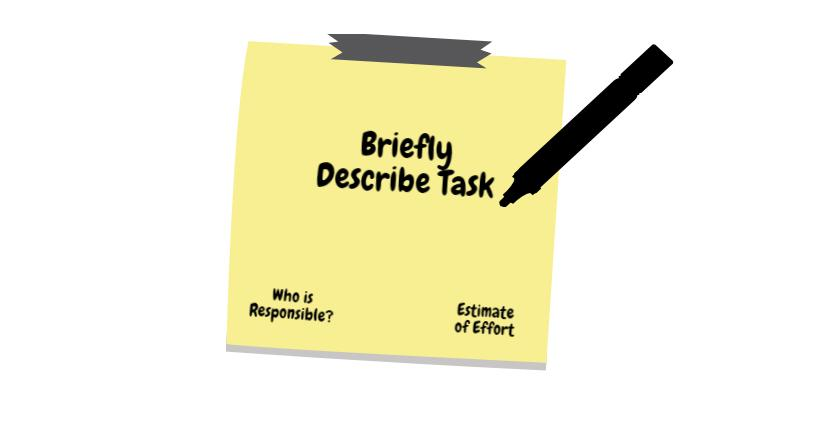 Briefly
Describe Task
Who is
Responsible?
Estimate
of Effort